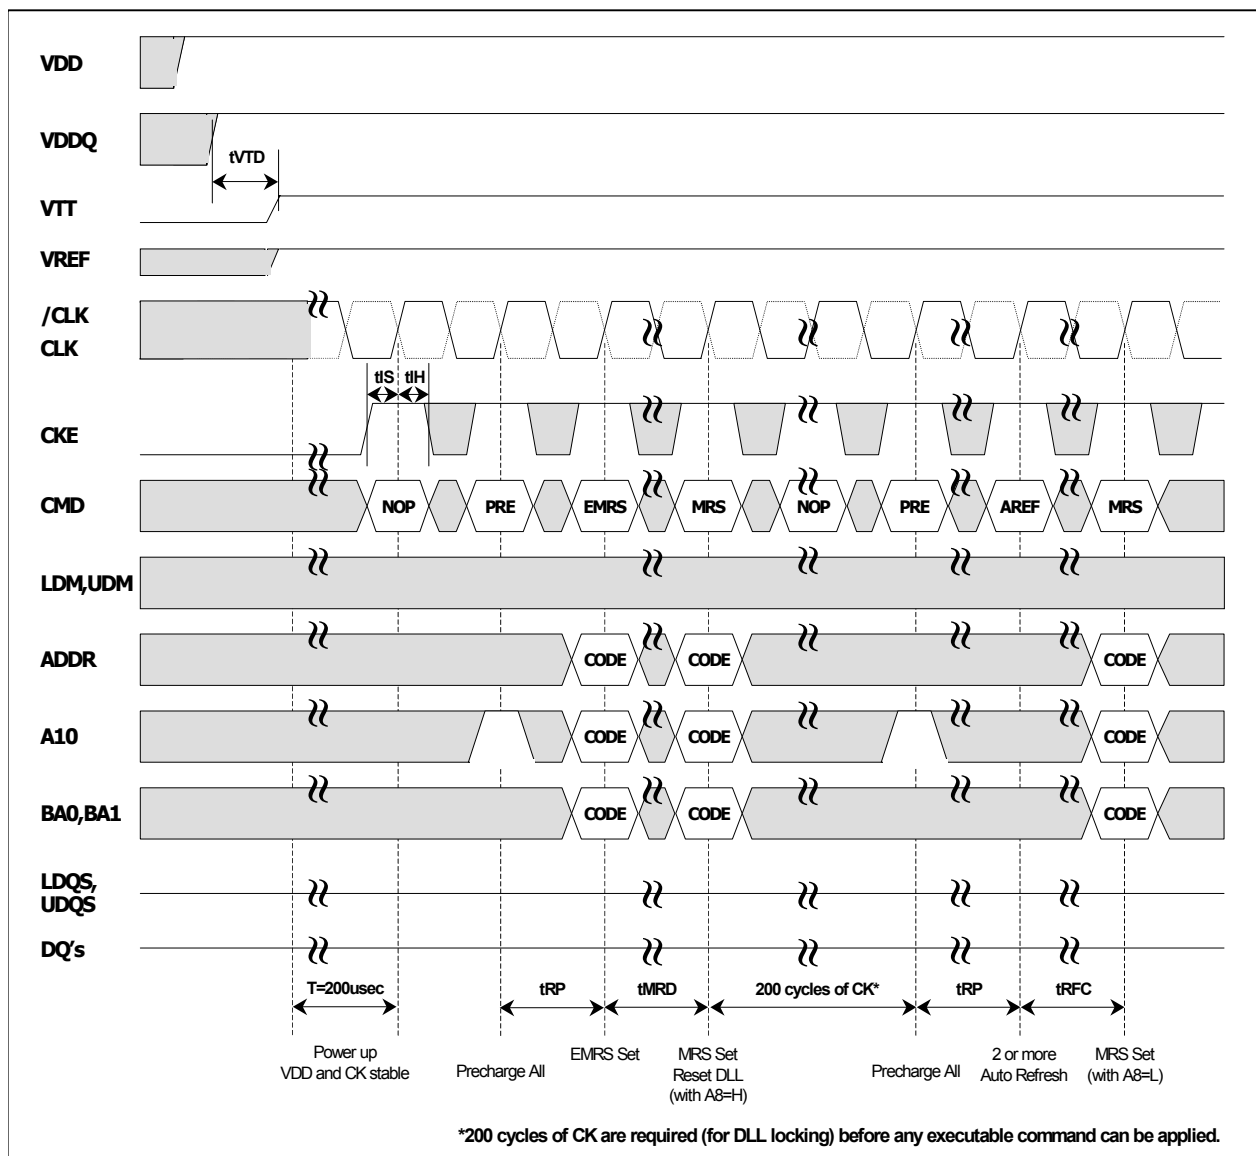 VDD
VDDQ
tVTD
VTT
VREF
/CLK
CLK
tIS tIH
CKE
CMD NOP PRE EMRS MRS NOP PRE AREF MRS
LDM,UDM
ADDR CODE CODE CODE
A10 CODE CODE CODE
BA0,BA1 CODE CODE CODE
LDQS,
UDQS
DQ's
T=200usec tRP tMRD 200 cycles of CK* tRP tRFC
Power up
VDD and CK stable
Precharge All
EMRS Set
MRS Set
Reset DLL
(with A8=H)
Precharge All
2 or more
Auto Refresh
MRS Set
(with A8=L)
*200 cycles of CK are required (for DLL locking) before any executable command can be applied.